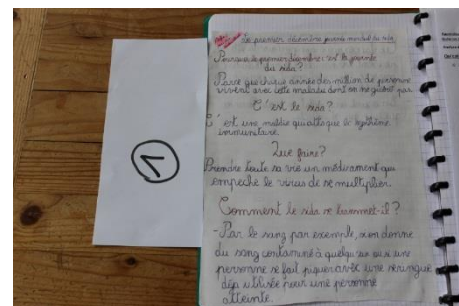 Le premier décembre journée mondial du sida
Pourquoi le premier décembre c'est la journée
du sida?
Parce que chaque année des million de personne
vivent avec cette maladie dont on ne guérit pas.
C'est le sida?
C'est une maldie qui attaque le système
immunitaire.
Que faire?
Prendre toute sa vie un médicament qui
empeche le virus de se multiplier.
Comment le sida se transmet-il?
-Par le sang par exemple, si on donne
du sang contaminé à quelqu'un ou si une
personne se fait piquer avec une seringue
déja utilisée pour une personne
atteinte.
1